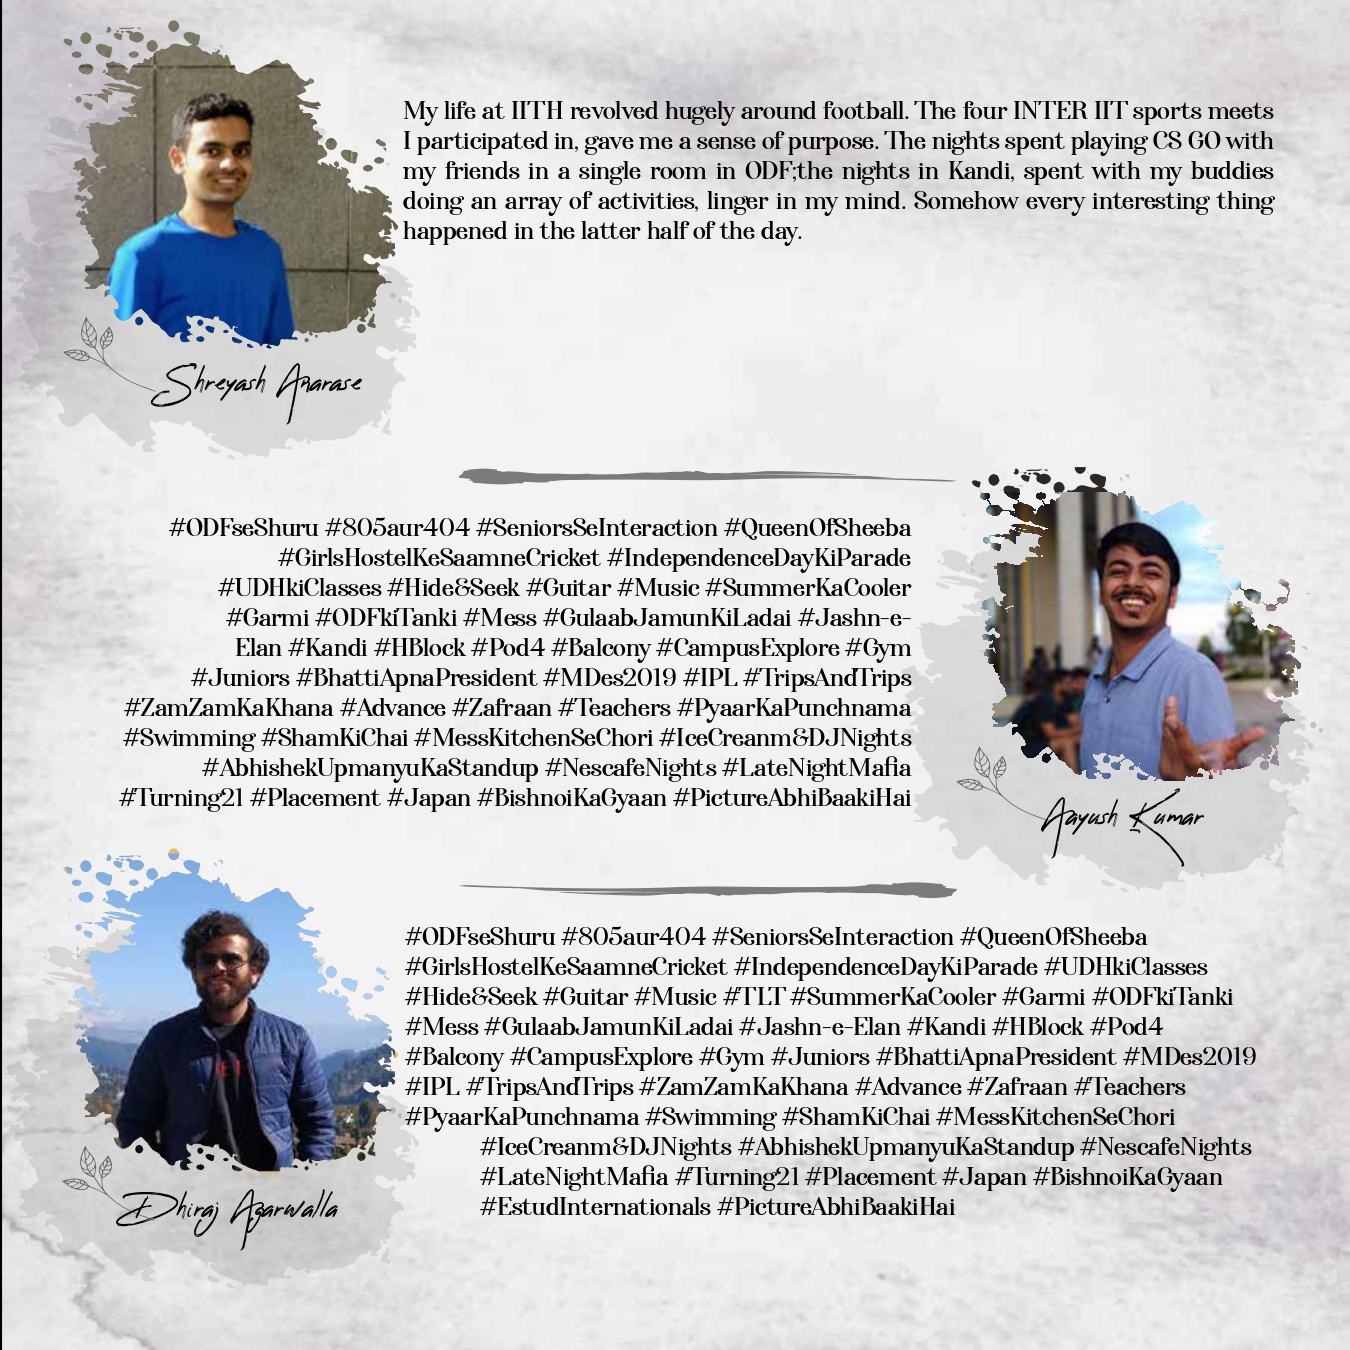 My life at IITH revolved hugely around football. The four INTER IIT sports meets
I participated in, gave me a sense of purpose. The nights spent playing CS GO with
my friends in a single room in ODF;the nights in Kandi, spent with my buddies
doing an array of activities, linger in my mind. Somehow every interesting thing
happened in the latter half of the day.
Shreyash Aparase
#ODFseShuru #805aur404 #SeniorsSeInteraction #QueenOfSheeba
#GirlsHostelKeSaamneCricket #IndependenceDayKiParade
#UDHkiClasses #Hide&Seek #Guitar #Music #SummerKaCooler
#Garmi #ODFkiTanki #Mess #GulaabJamunKiLadai #Jashn-e-
Elan #Kandi #HBlock #Pod4 #Balcony #CampusExplore #Gym
#Juniors #BhattiApnaPresident #MDes2019 #IPL #TripsAndTrips
#ZamZamKaKhana #Advance #Zafraan #Teachers #PyaarKaPunchnama
#Swimming #ShamKiChai #MessKitchenSeChori #IceCreanm&DJNights
#AbhishekUpmanyuKaStandup #NescafeNights #LateNightMafia
#Turning21 #Placement #Japan #BishnoiKaGyaan #PictureAbhiBaakiHai
Aayush Kumar
#ODFseShuru #805aur404 #SeniorsSeInteraction #QueenOfSheeba
#GirlsHostelKeSaamneCricket #IndependenceDayKiParade #UDHkiClasses
#Hide&Seek #Guitar #Music #TLT #SummerKaCooler #Garmi #ODFkiTanki
#Mess #GulaabJamunKiLadai #Jashn-e-Elan #Kandi #HBlock #Pod4
#Balcony #CampusExplore #Gym #Juniors #BhattiApnaPresident #MDes2019
#IPL #TripsAndTrips #ZamZamKaKhana #Advance #Zafraan #Teachers
#PyaarKaPunchnama #Swimming #ShamKiChai #MessKitchenSeChori
#IceCreanm&DJNights #AbhishekUpmanyuKaStandup #NescafeNights
#LateNightMafia #Turning21 #Placement #Japan #BishnoiKaGyaan
#EstudInternationals #PictureAbhiBaakiHai
Dhiraj Agarwalla